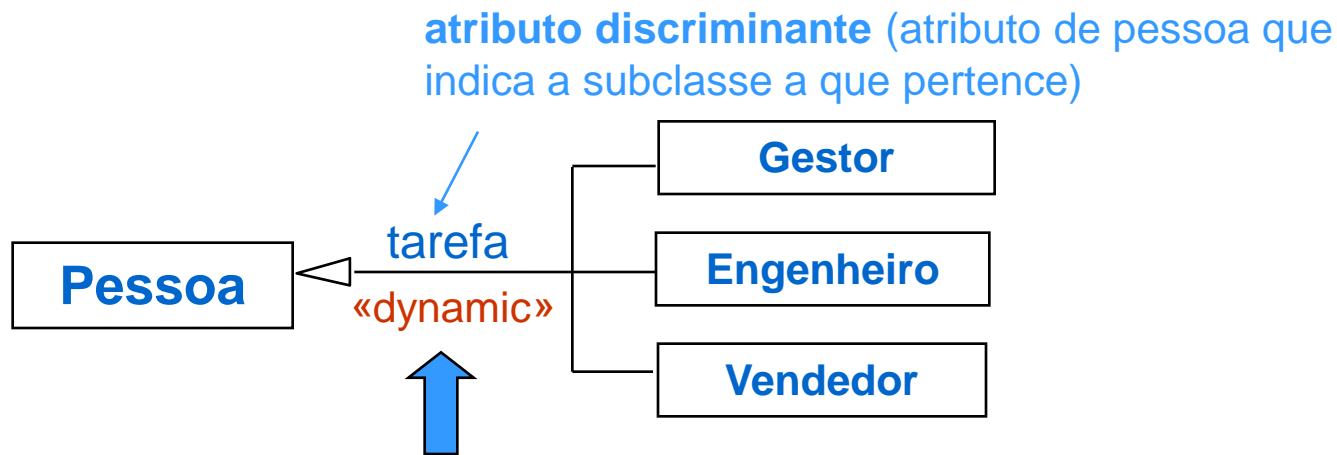 atributo discriminante (atributo de pessoa que
indica a subclasse a que pertence)
Gestor
tarefa
Pessoa
Engenheiro
«dynamic»
Vendedor